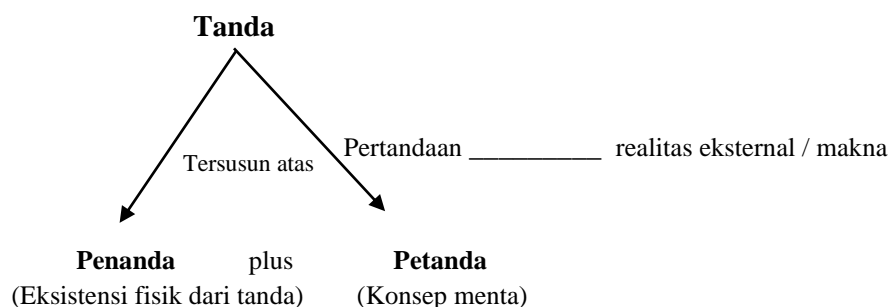 Tanda
Pertandaan __________ realitas eksternal / makna
Tersusun atas
Penanda plus Petanda
(Eksistensi fisik dari tanda) (Konsep menta)